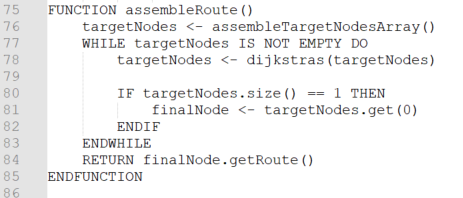 75 FUNCTION assembleRoute()
76     targetNodes <- assembleTargetNodesArray()
77     WHILE targetNodes IS NOT EMPTY DO
78         targetNodes <- dijkstras(targetNodes)
79
80         IF targetNodes.size() == 1 THEN
81             finalNode <- targetNodes.get(0)
82         ENDIF
83     ENDWHILE
84     RETURN finalNode.getRoute()
85 ENDFUNCTION
86